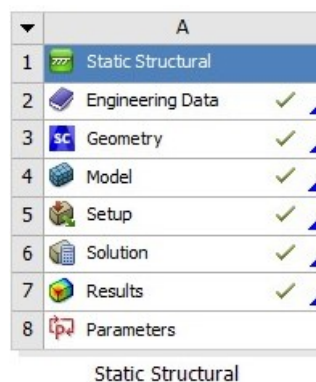 A
1 Static Structural
2 Engineering Data
3 SC Geometry
4 Model
5 Setup
6 Solution
7 Results
8 p Parameters
Static Structural